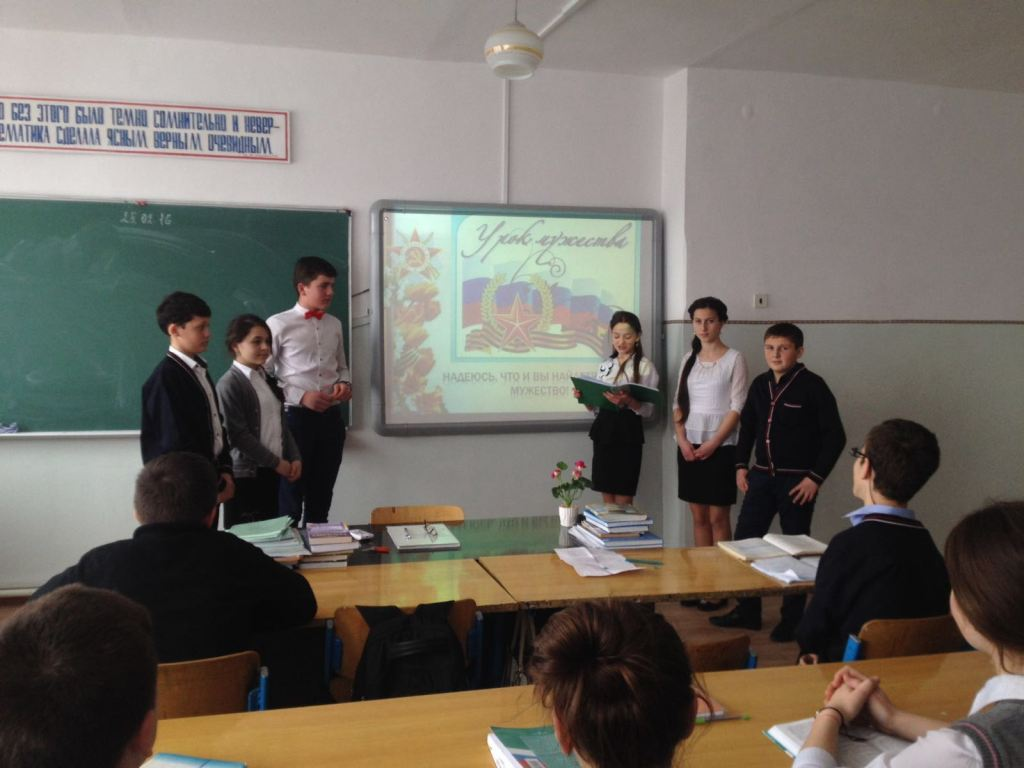 О БЕЗ ЭТОГО БЫЛО ТЕМНО СОМНИТЕЛЬНО И НЕВЕР-
ЕМАТИКА СДЕЛАЛА ЯСНЫМ, ВЕРНЫМ, ОЧЕВИДНЫМ.
25.02.16
Урок мужества
НАДЕЮСЬ, ЧТО И ВЫ НАЙ
МУЖЕСТВО!